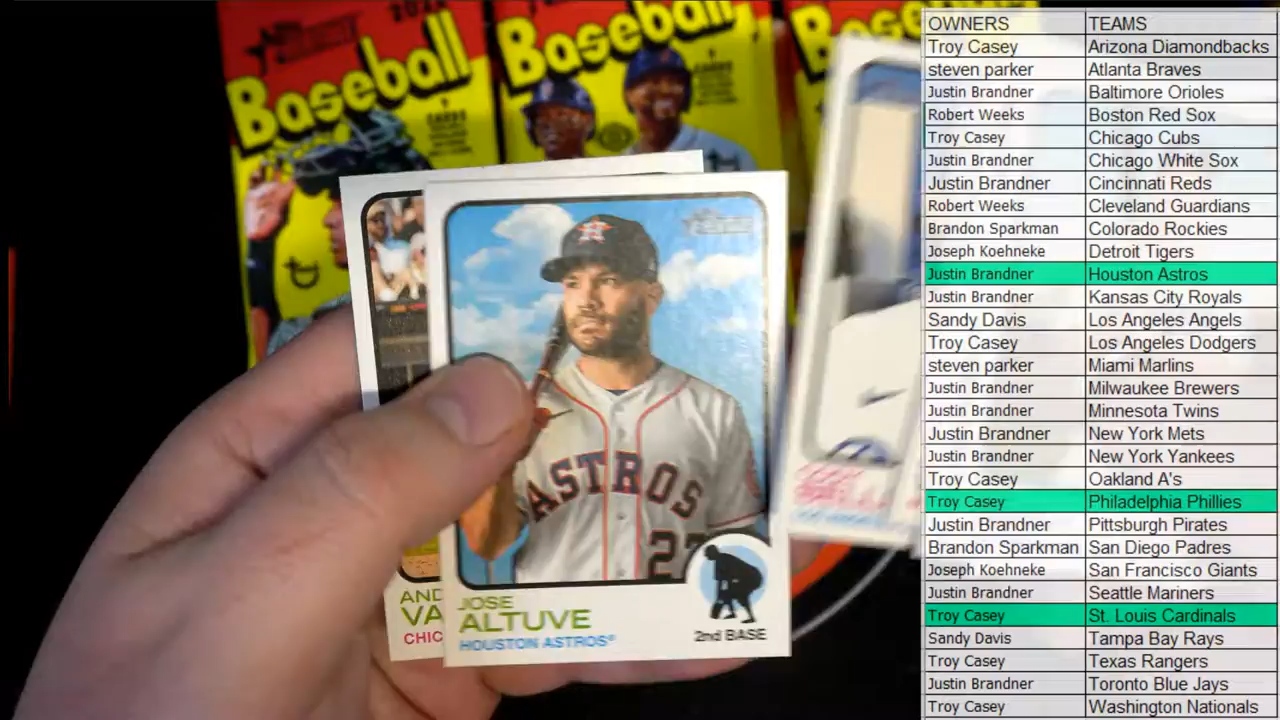 Baseball
Baseball
Baseball
9
CARDS
AND
VA
CHIC
ASTROS
27
JOSE
ALTUVE
HOUSTON ASTROS®
2nd BASE
OWNERS TEAMS
Troy Casey Arizona Diamondbacks
steven parker Atlanta Braves
Justin Brandner Baltimore Orioles
Robert Weeks Boston Red Sox
Troy Casey Chicago Cubs
Justin Brandner Chicago White Sox
Justin Brandner Cincinnati Reds
Robert Weeks Cleveland Guardians
Brandon Sparkman Colorado Rockies
Joseph Koehneke Detroit Tigers
Justin Brandner Houston Astros
Justin Brandner Kansas City Royals
Sandy Davis Los Angeles Angels
Troy Casey Los Angeles Dodgers
steven parker Miami Marlins
Justin Brandner Milwaukee Brewers
Justin Brandner Minnesota Twins
Justin Brandner New York Mets
Justin Brandner New York Yankees
Troy Casey Oakland A's
Troy Casey Philadelphia Phillies
Justin Brandner Pittsburgh Pirates
Brandon Sparkman San Diego Padres
Joseph Koehneke San Francisco Giants
Justin Brandner Seattle Mariners
Troy Casey St. Louis Cardinals
Sandy Davis Tampa Bay Rays
Troy Casey Texas Rangers
Justin Brandner Toronto Blue Jays
Troy Casey Washington Nationals